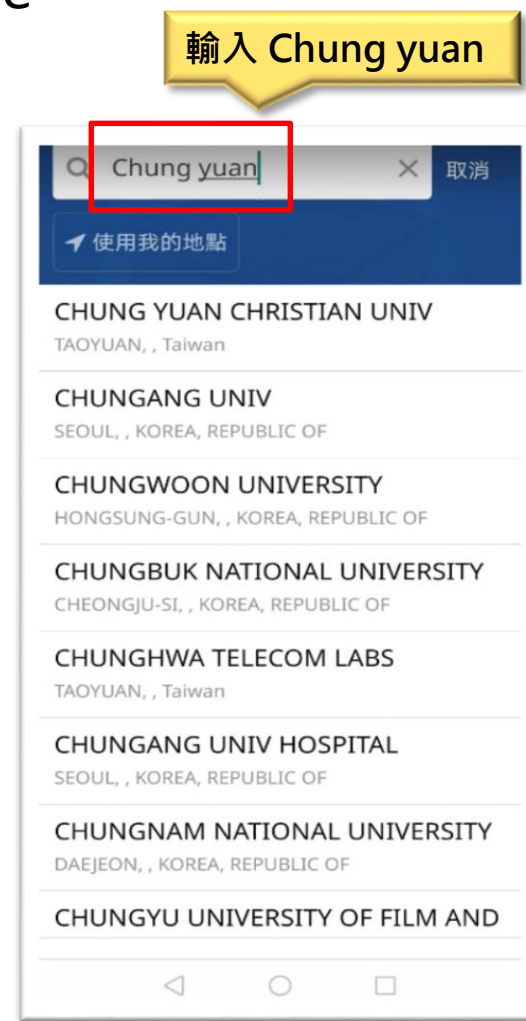 輸入 Chung yuan
Chung yuan 取消
使用我的地點
CHUNG YUAN CHRISTIAN UNIV
TAOYUAN, , Taiwan
CHUNGANG UNIV
SEOUL, , KOREA, REPUBLIC OF
CHUNGWOON UNIVERSITY
HONGSUNG-GUN, , KOREA, REPUBLIC OF
CHUNGBUK NATIONAL UNIVERSITY
CHEONGJU-SI, , KOREA, REPUBLIC OF
CHUNGHWA TELECOM LABS
TAOYUAN, , Taiwan
CHUNGANG UNIV HOSPITAL
SEOUL, , KOREA, REPUBLIC OF
CHUNGNAM NATIONAL UNIVERSITY
DAEJEON, , KOREA, REPUBLIC OF
CHUNGYU UNIVERSITY OF FILM AND